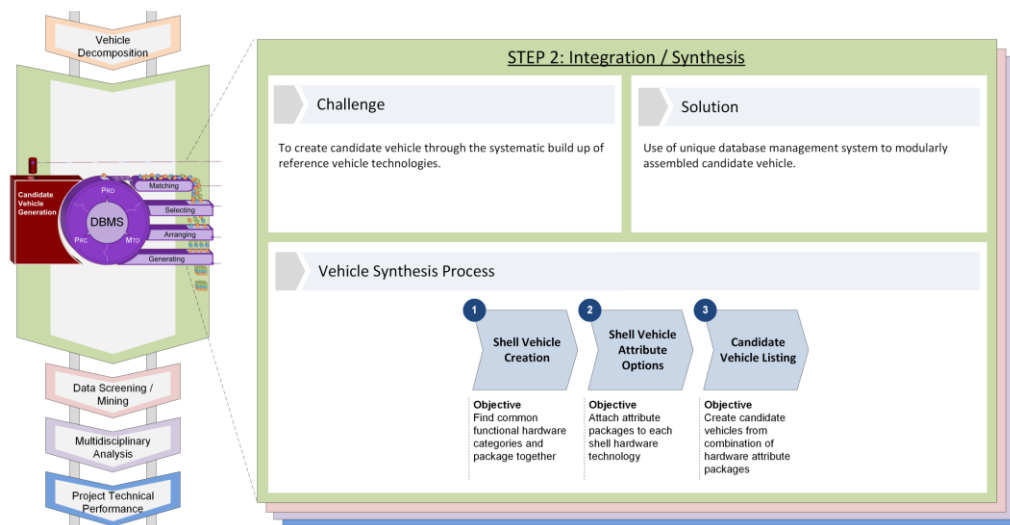 Vehicle
Decomposition
Candidate
Vehicle
Generation
PRD
DBMS
PRC
MTD
Matching
Selecting
Arranging
Generating
Data Screening /
Mining
Multidisciplinary
Analysis
Project Technical
Performance
STEP 2: Integration / Synthesis
Challenge
To create candidate vehicle through the systematic build up of
reference vehicle technologies.
Solution
Use of unique database management system to modularly
assembled candidate vehicle.
Vehicle Synthesis Process
1
Shell Vehicle
Creation
Objective
Find common
functional hardware
categories and
package together
2
Shell Vehicle
Attribute
Options
Objective
Attach attribute
packages to each
shell hardware
technology
3
Candidate
Vehicle Listing
Objective
Create candidate
vehicles from
combination of
hardware attribute
packages